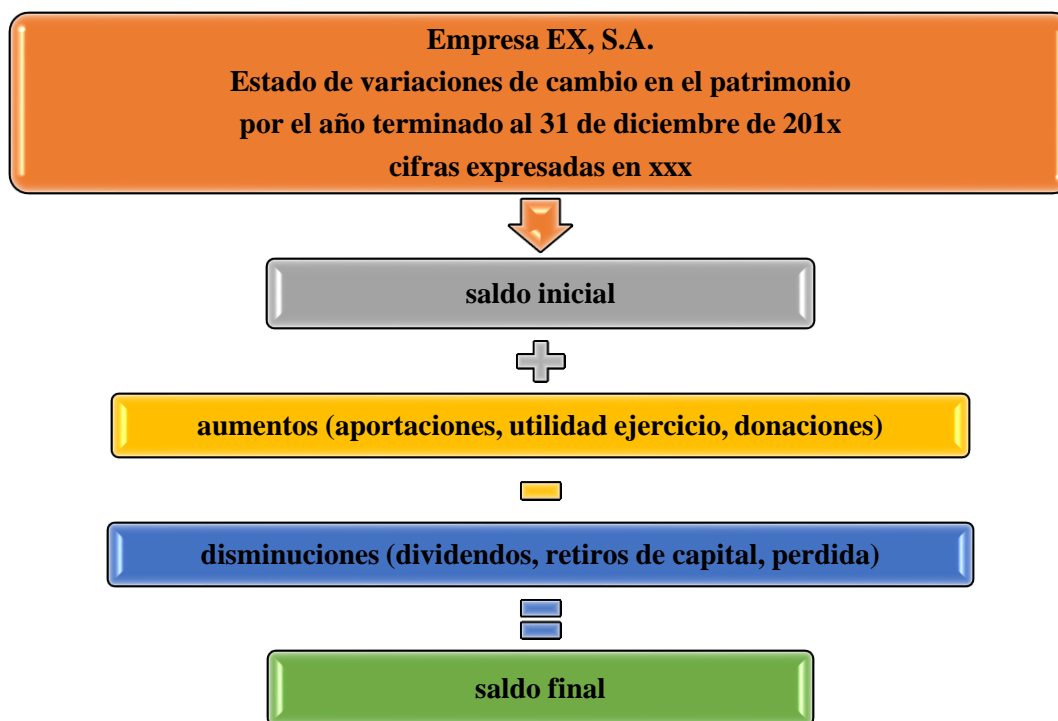 Empresa EX, S.A.
Estado de variaciones de cambio en el patrimonio
por el año terminado al 31 de diciembre de 201x
cifras expresadas en xxx
saldo inicial
aumentos (aportaciones, utilidad ejercicio, donaciones)
disminuciones (dividendos, retiros de capital, perdida)
saldo final